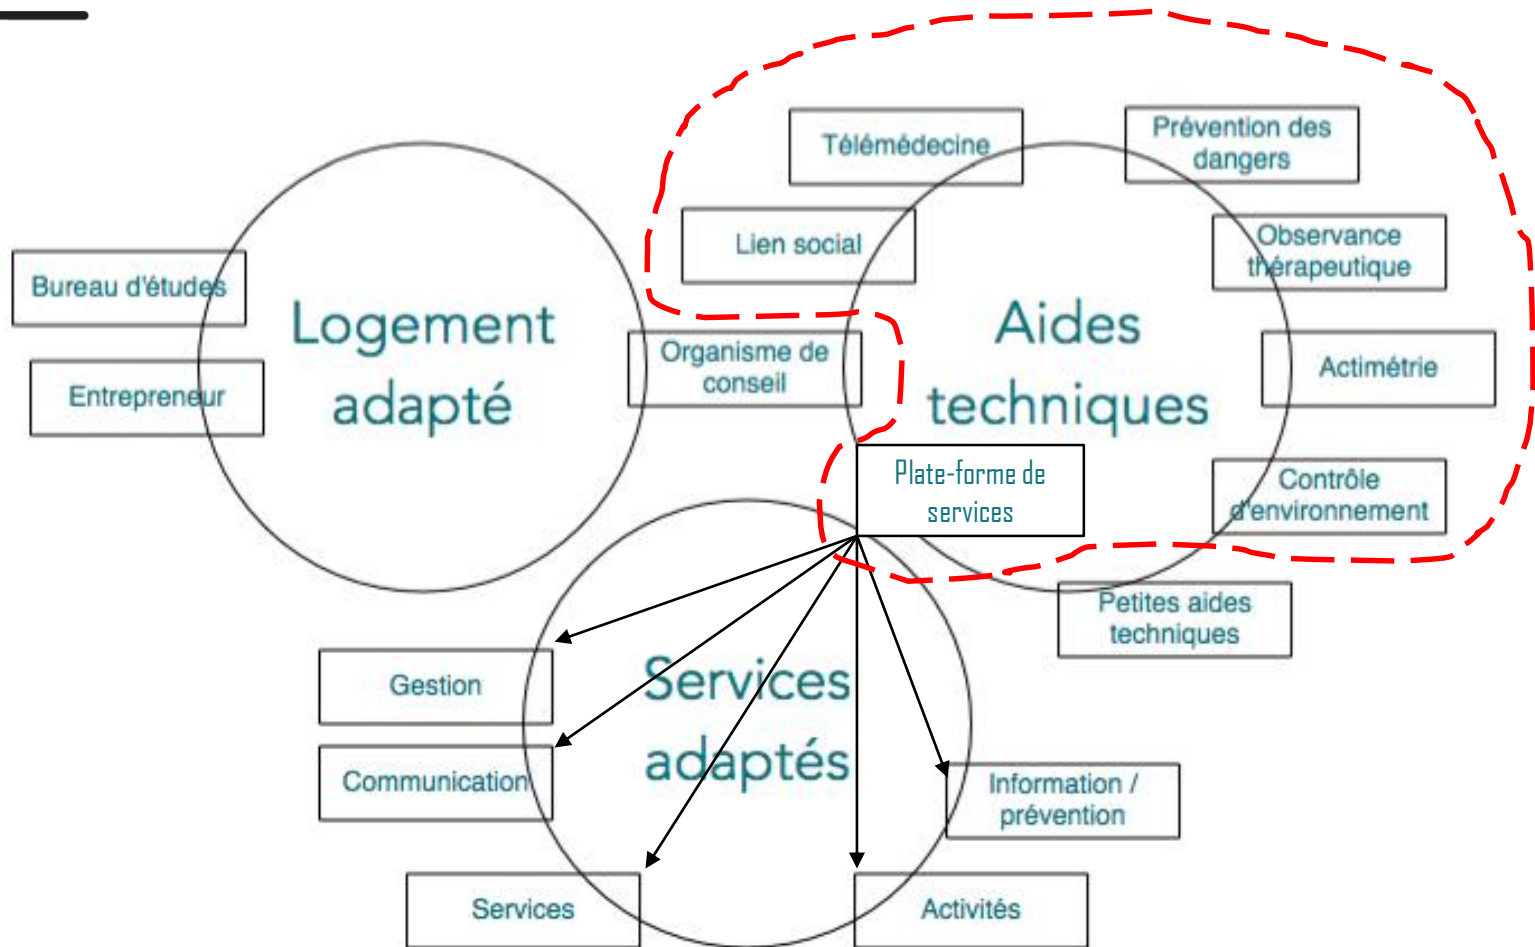 Télémédecine
Prévention des
dangers
Lien social
Observance
thérapeutique
Bureau d'études
Logement
adapté
Entrepreneur
Organisme de
conseil
Aides
techniques
Actimétrie
Plate-forme de
services
Contrôle
d'environnement
Petites aides
techniques
Gestion
Services
adaptés
Communication
Information /
prévention
Services
Activités